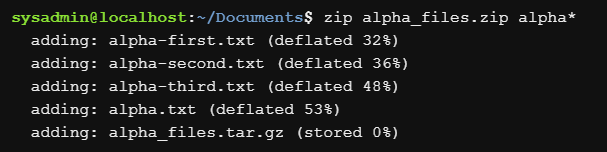 sysadmin@localhost:~/Documents$ zip alpha_files.zip alpha*
  adding: alpha-first.txt (deflated 32%)
  adding: alpha-second.txt (deflated 36%)
  adding: alpha-third.txt (deflated 48%)
  adding: alpha.txt (deflated 53%)
  adding: alpha_files.tar.gz (stored 0%)